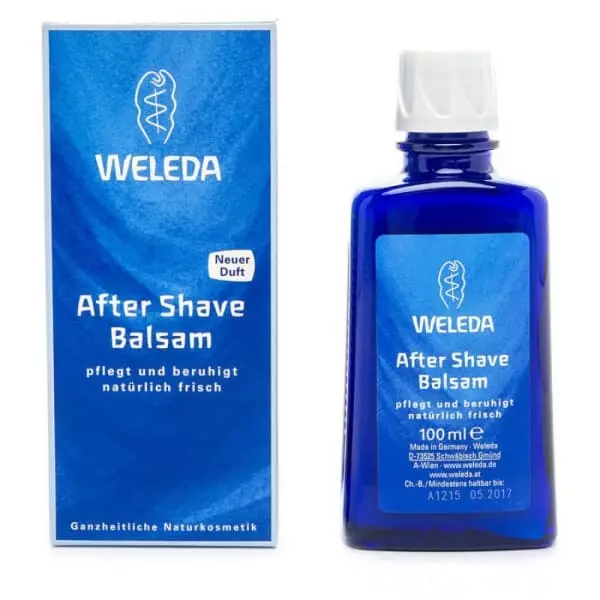 WELEDA
Neuer
Duft
After Shave
Balsam
pflegt und beruhigt
natürlich frisch
Ganzheitliche Naturkosmetik
WELEDA
After Shave
Balsam
pflegt und beruhigt
natürlich frisch
100 ml e
Made in Germany · Weleda
D-73525 Schwäbisch Gmünd
A-Wien · www.weleda.de
www.weleda.at
Ch.-B./Mindestens haltbar bis:
A1215 05.2017